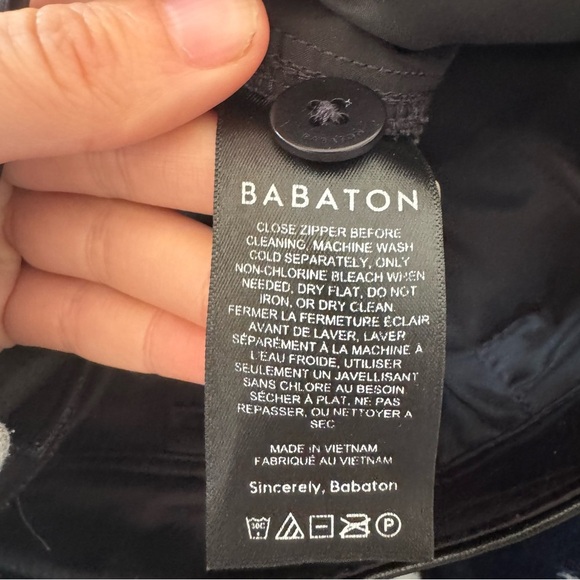 BABATON
CLOSE ZIPPER BEFORE
CLEANING, MACHINE WASH
COLD SEPARATELY, ONLY
NON-CHLORINE BLEACH WHEN
NEEDED, DRY FLAT, DO NOT
IRON, OR DRY CLEAN.
FERMER LA FERMETURE ÉCLAIR
AVANT DE LAVER, LAVER
SÉPARÉMENT À LA MACHINE À
L'EAU FROIDE, UTILISER
SEULEMENT UN JAVELLISANT
SANS CHLORE AU BESOIN,
SÉCHER À PLAT, NE PAS
REPASSER, OU NETTOYER À
SEC
MADE IN VIETNAM
FABRIQUÉ AU VIETNAM
Sincerely, Babaton
30C P